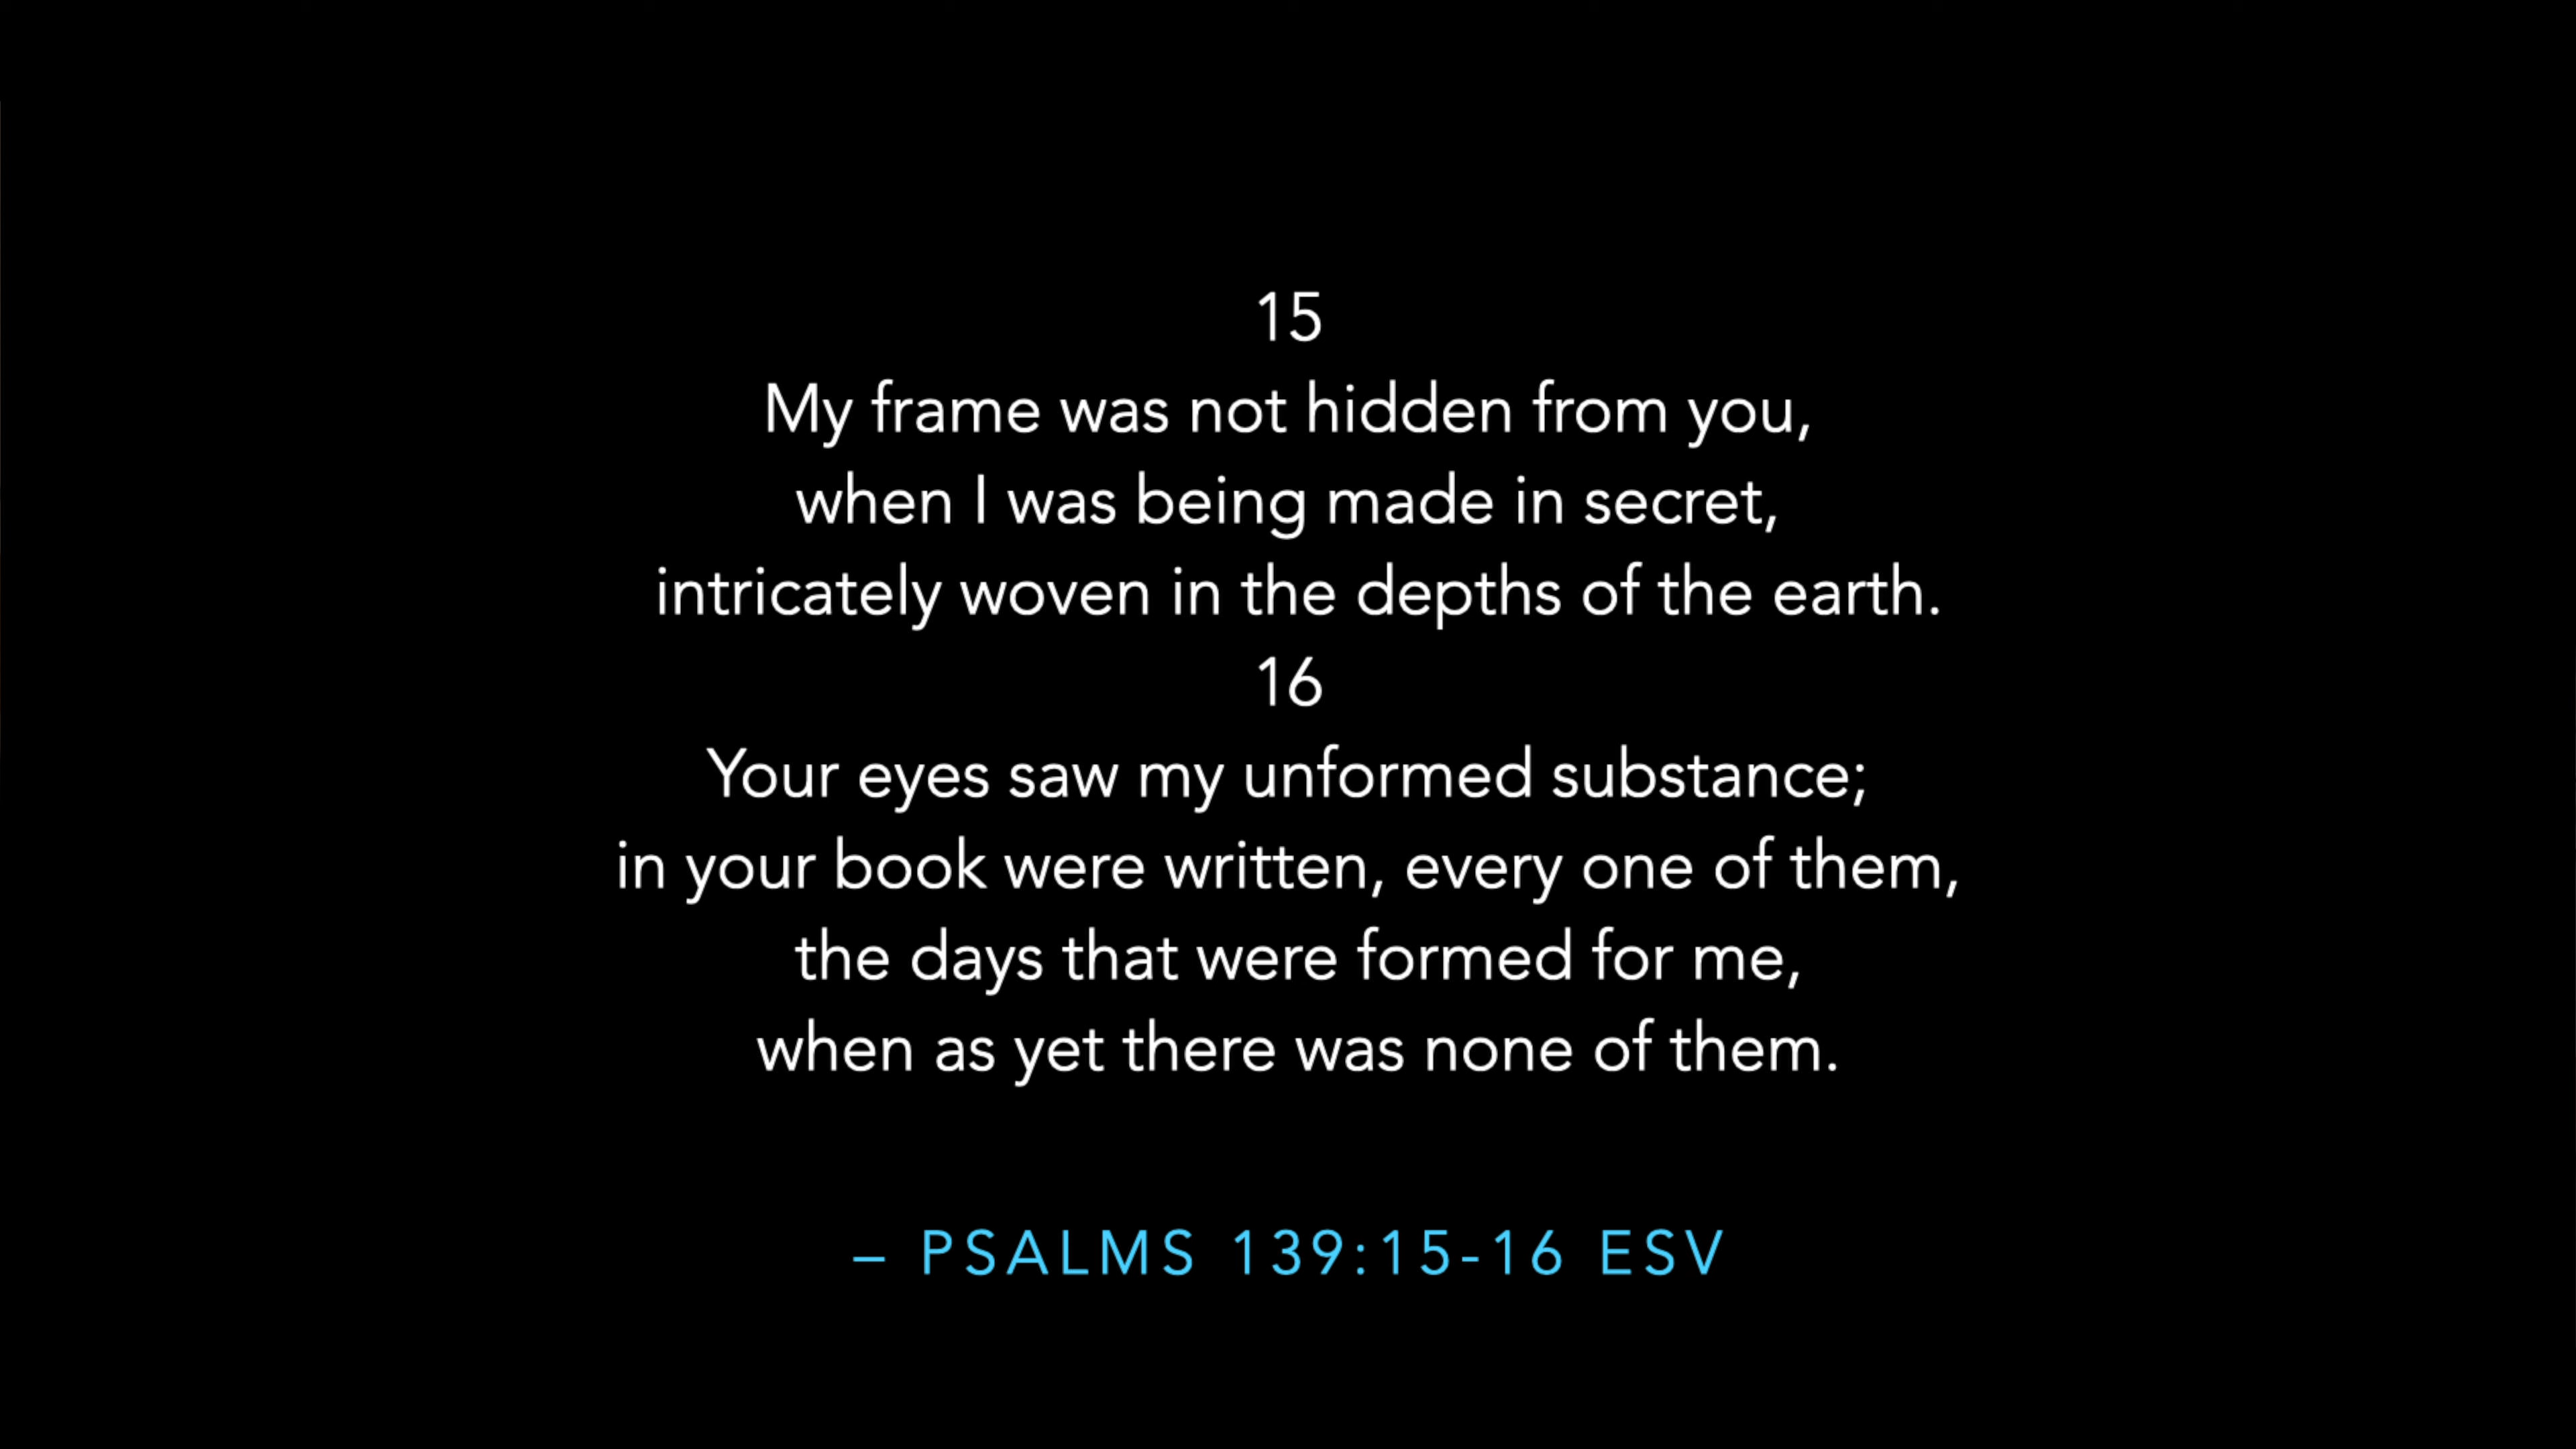 15
My frame was not hidden from you,
when I was being made in secret,
intricately woven in the depths of the earth.
16
Your eyes saw my unformed substance;
in your book were written, every one of them,
the days that were formed for me,
when as yet there was none of them.
– PSALMS 139:15-16 ESV